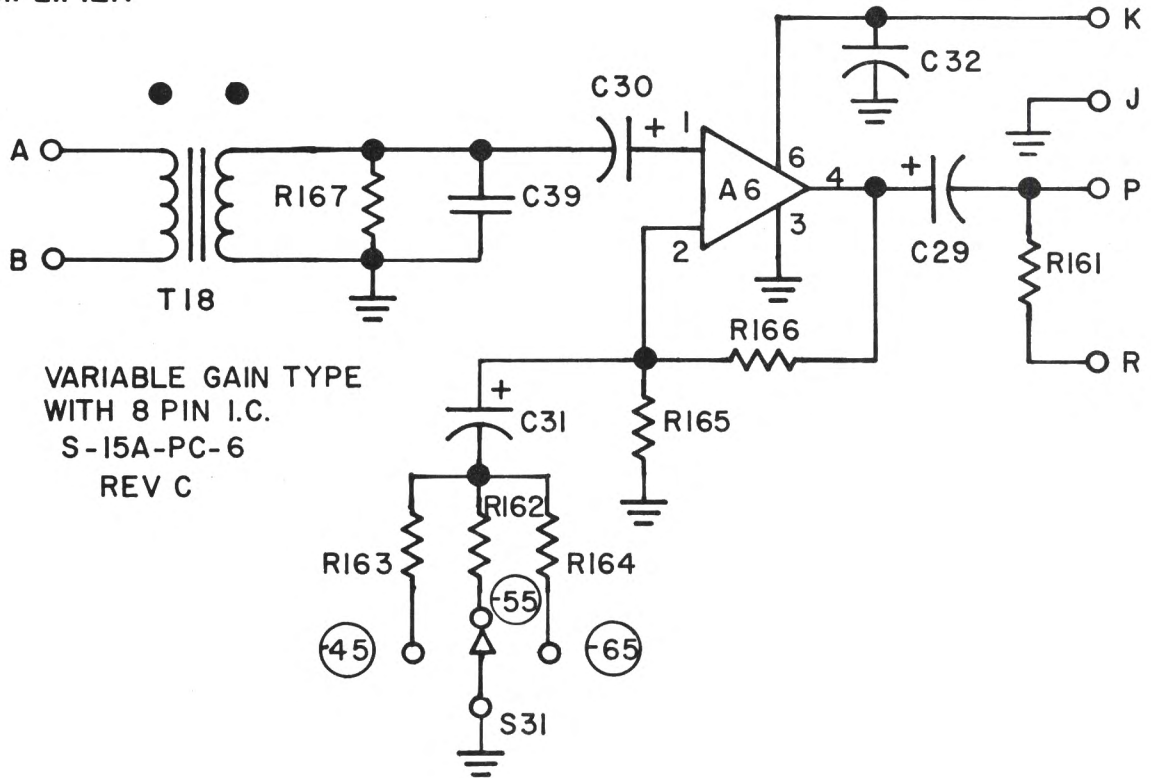 K
C32
C30
J
A
+
1
6
R167
C39
A6
4
+
P
3
B
2
C29
R161
T18
R166
R
VARIABLE GAIN TYPE
WITH 8 PIN I.C.
S-15A-PC-6
REV C
+
C31
R165
R162
R163
R164
-55
-45
-65
S31